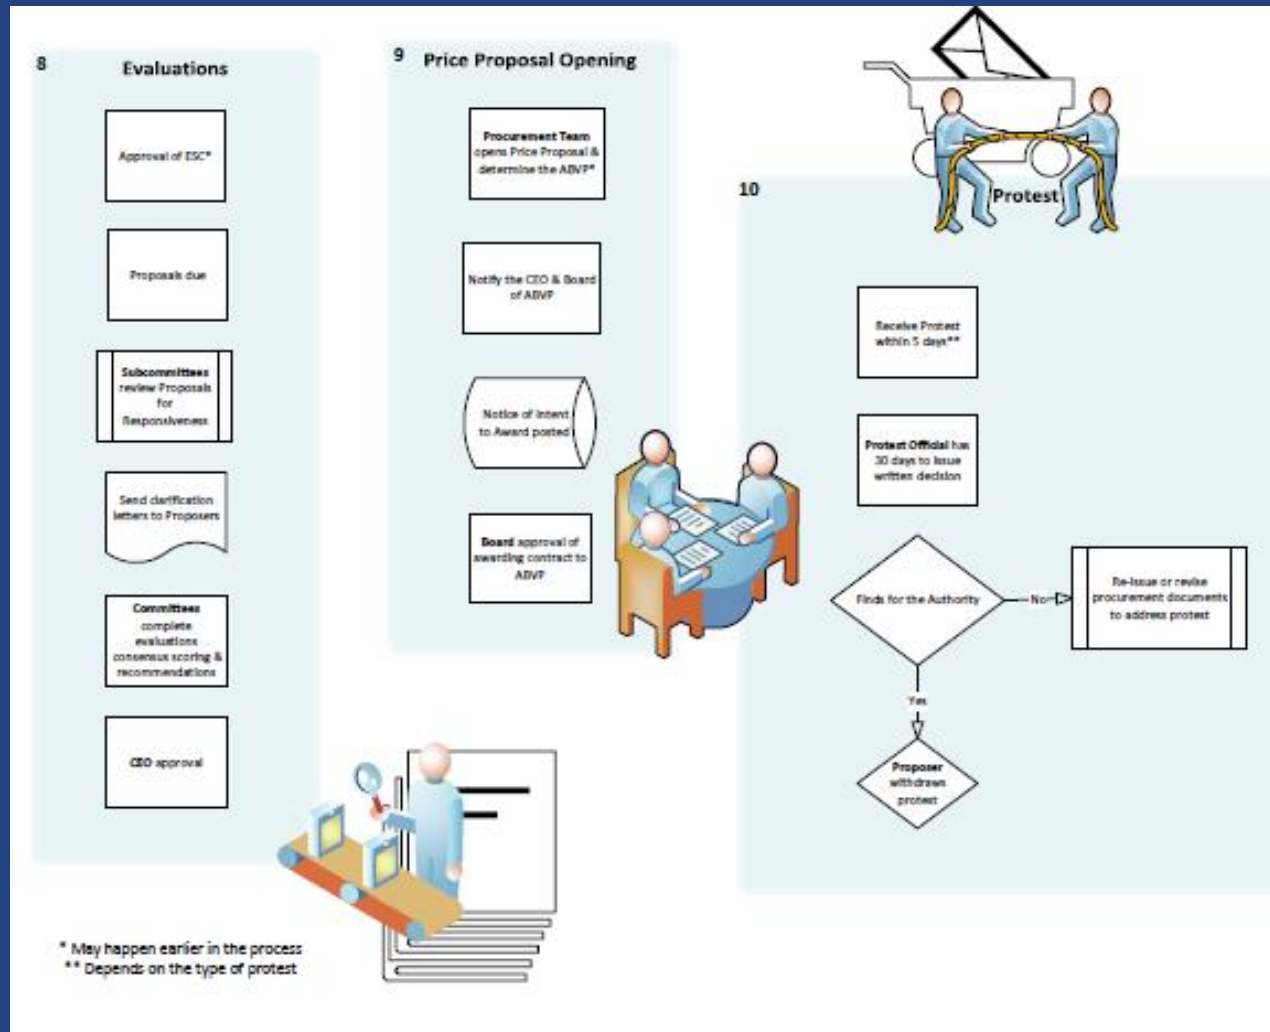 8
Evaluations
Approval of ESC*
Proposals due
Subcommittees
review Proposals
for
Responsiveness
Send clarification
letters to Proposers
Committees
complete
evaluations
consensus scoring &
recommendations
CEO approval
9
Price Proposal Opening
Procurement Team
opens Price Proposal &
determine the ABVP*
Notify the CEO & Board
of ABVP
Notice of Intent
to Award posted
Board approval of
awarding contract to
ABVP
10
Protest
Receive Protest
within 5 days**
Protest Official has
30 days to issue
written decision
Finds for the Authority
No
Re-issue or revise
procurement documents
to address protest
Yes
Proposer
withdraws
protest
* May happen earlier in the process
** Depends on the type of protest